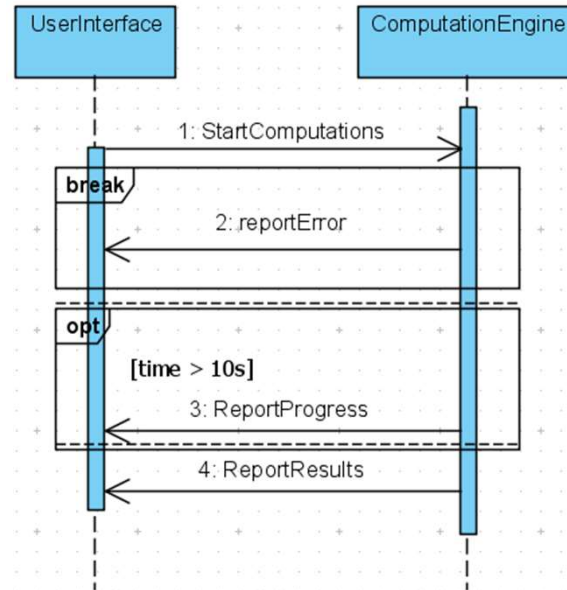 UserInterface
ComputationEngine
1: StartComputations
break
2: reportError
opt
[time > 10s]
3: ReportProgress
4: ReportResults